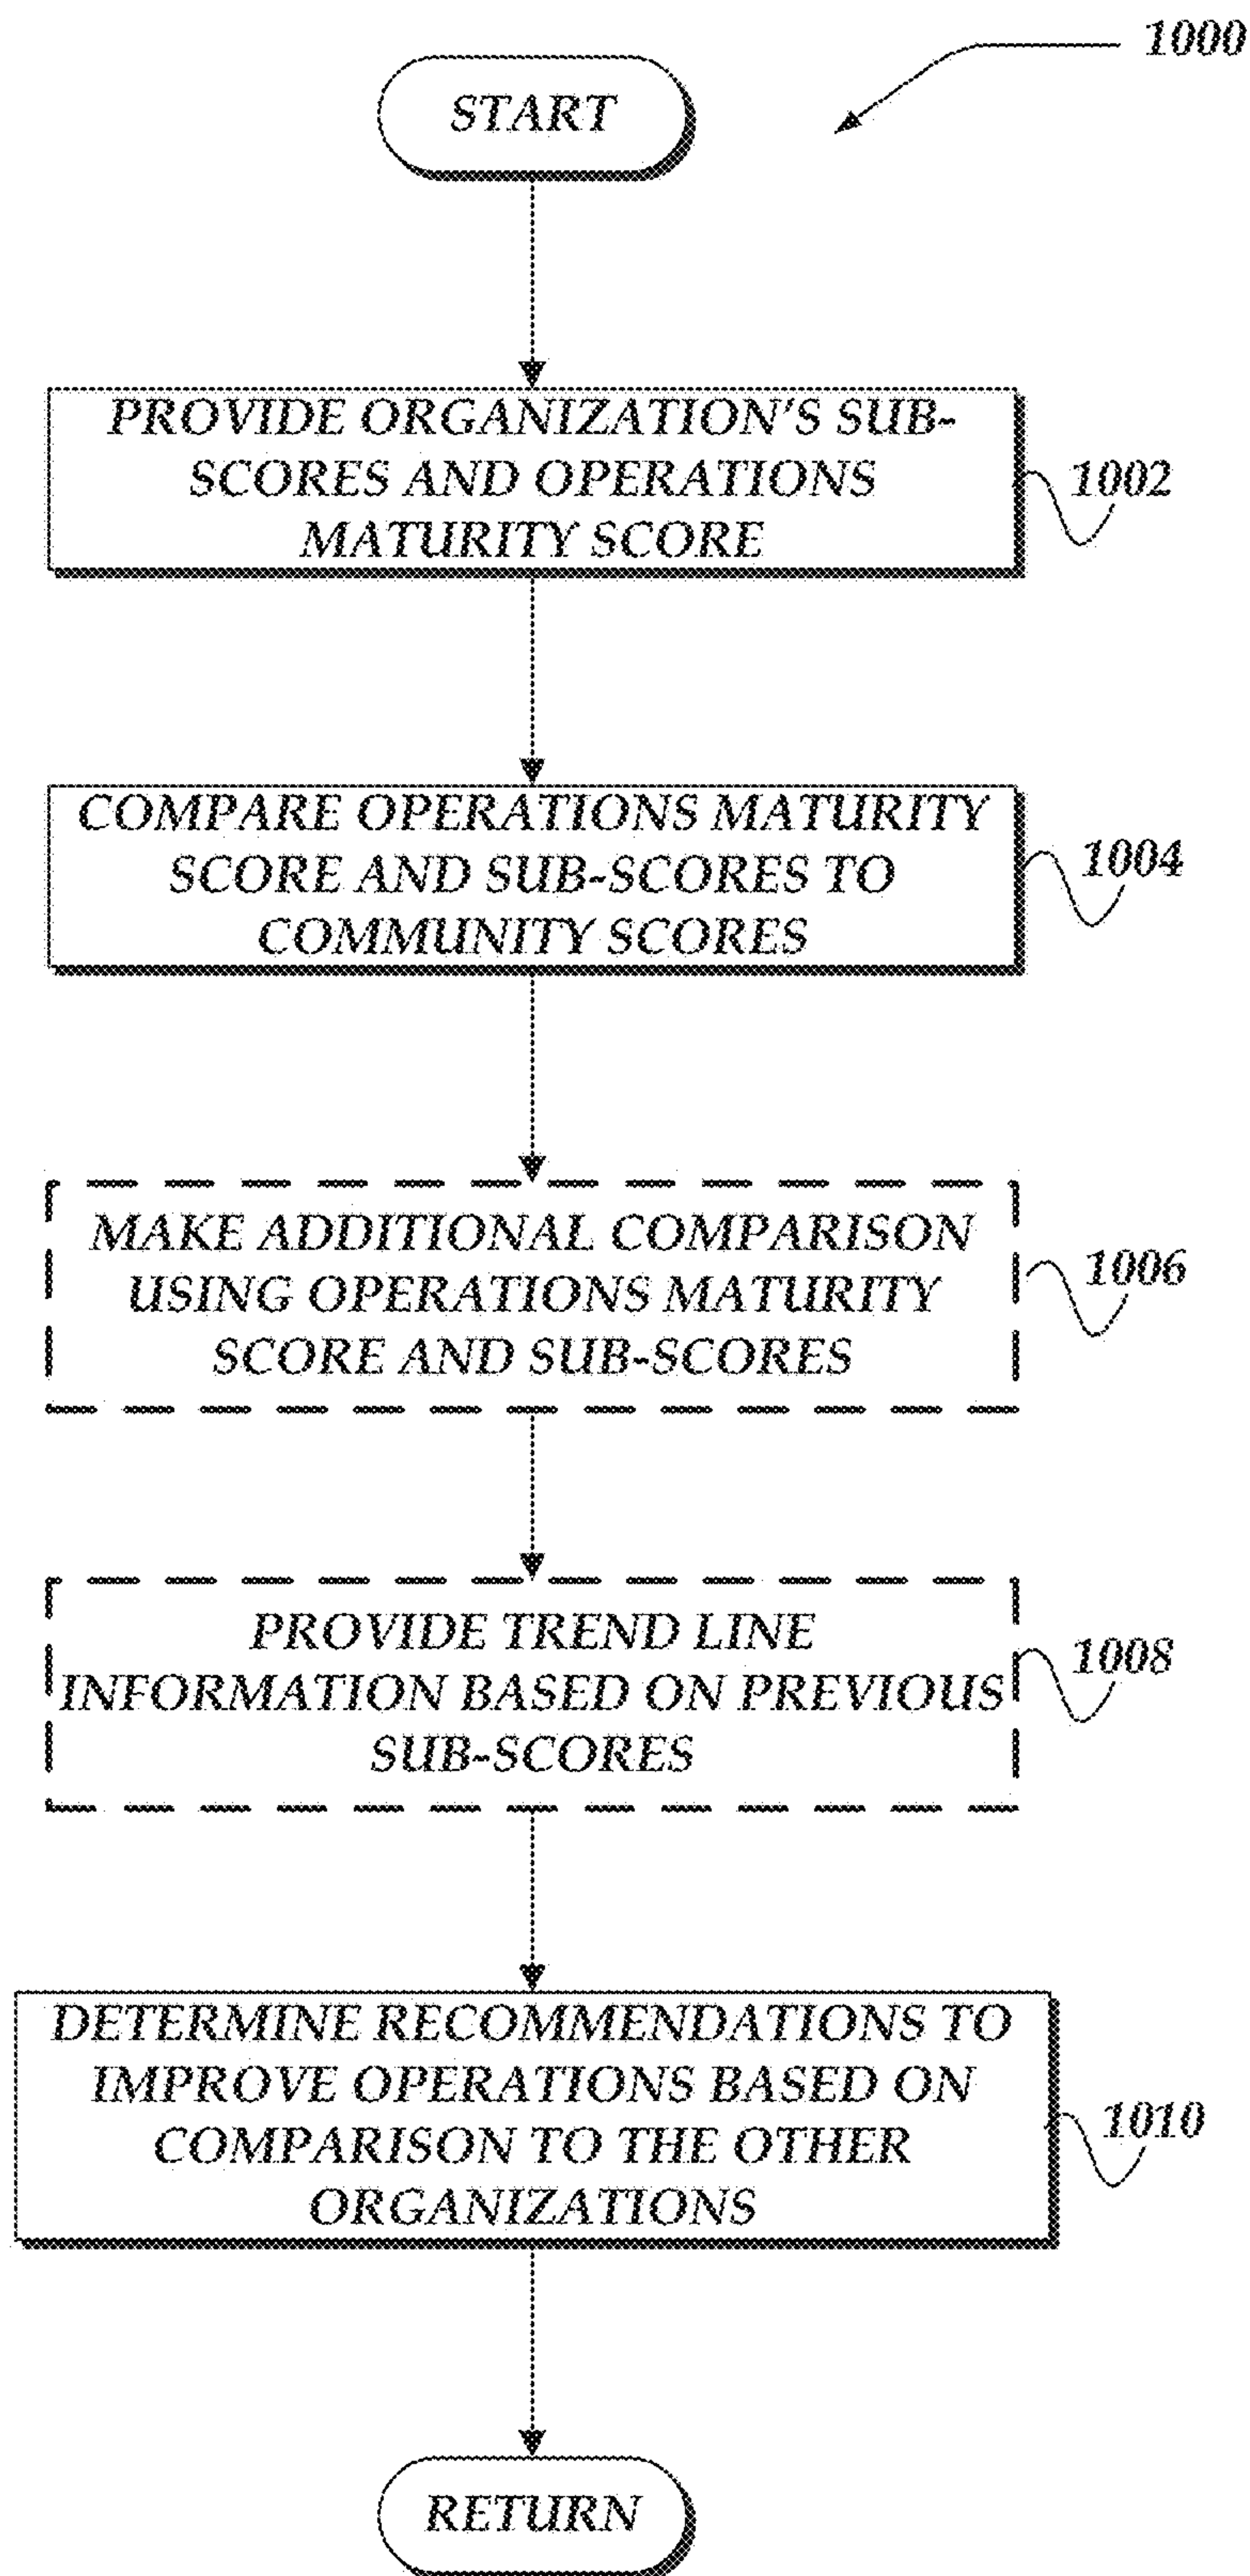 1000
START
PROVIDE ORGANIZATION'S SUB-
SCORES AND OPERATIONS
MATURITY SCORE
1002
COMPARE OPERATIONS MATURITY
SCORE AND SUB-SCORES TO
COMMUNITY SCORES
1004
MAKE ADDITIONAL COMPARISON
USING OPERATIONS MATURITY
SCORE AND SUB-SCORES
1006
PROVIDE TREND LINE
INFORMATION BASED ON PREVIOUS
SUB-SCORES
1008
DETERMINE RECOMMENDATIONS TO
IMPROVE OPERATIONS BASED ON
COMPARISON TO THE OTHER
ORGANIZATIONS
1010
RETURN